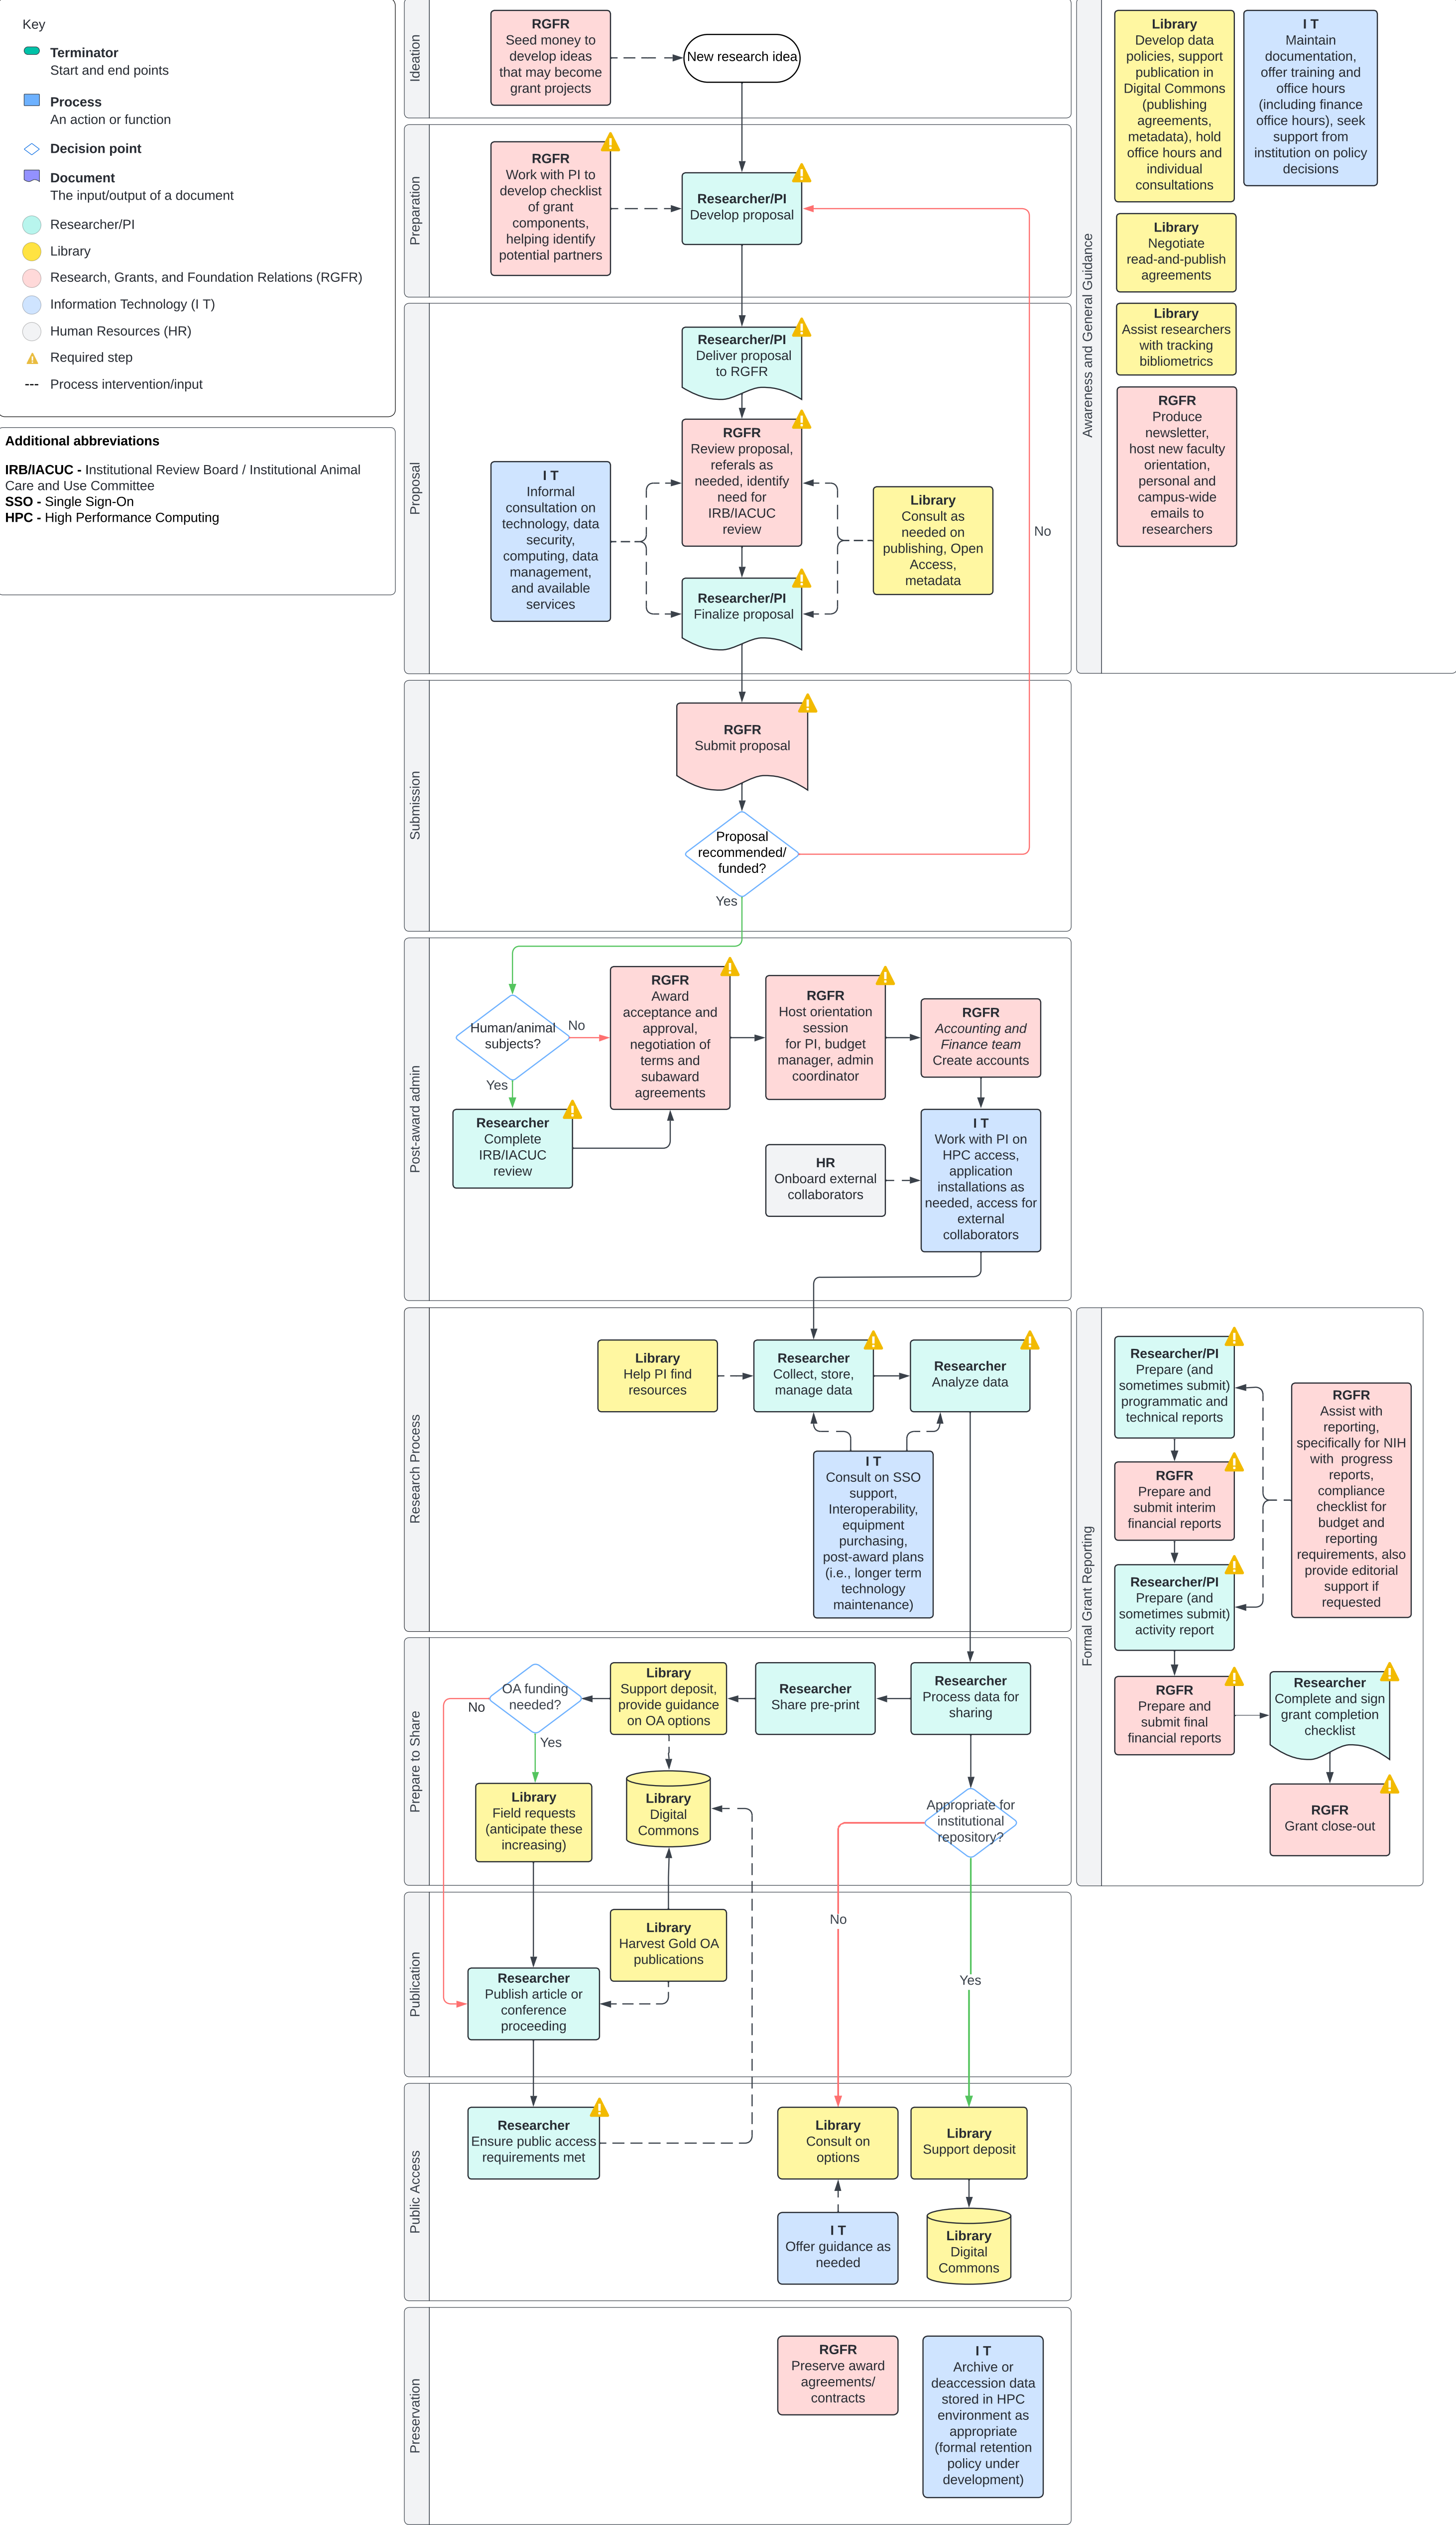 Key
Terminator
Start and end points
Process
An action or function
Decision point
Document
The input/output of a document
Researcher/PI
Library
Research, Grants, and Foundation Relations (RGFR)
Information Technology (I T)
Human Resources (HR)
Required step
Process intervention/input
Additional abbreviations
IRB/IACUC - Institutional Review Board / Institutional Animal
Care and Use Committee
SSO - Single Sign-On
HPC - High Performance Computing
Ideation
RGFR
Seed money to
develop ideas
that may become
grant projects
New research idea
Preparation
RGFR
Work with PI to
develop checklist
of grant
components,
helping identify
potential partners
Researcher/PI
Develop proposal
Proposal
Researcher/PI
Deliver proposal
to RGFR
RGFR
Review proposal,
referals as
needed, identify
need for
IRB/IACUC
review
I T
Informal
consultation on
technology, data
security,
computing, data
management,
and available
services
Library
Consult as
needed on
publishing, Open
Access,
metadata
Researcher/PI
Finalize proposal
No
Submission
RGFR
Submit proposal
Proposal
recommended/
funded?
Yes
Awareness and General Guidance
Library
Develop data
policies, support
publication in
Digital Commons
(publishing
agreements,
metadata), hold
office hours and
individual
consultations
I T
Maintain
documentation,
offer training and
office hours
(including finance
office hours), seek
support from
institution on policy
decisions
Library
Negotiate
read-and-publish
agreements
Library
Assist researchers
with tracking
bibliometrics
RGFR
Produce
newsletter,
host new faculty
orientation,
personal and
campus-wide
emails to
researchers
Post-award admin
Human/animal
subjects?
No
Yes
Researcher
Complete
IRB/IACUC
review
RGFR
Award
acceptance and
approval,
negotiation of
terms and
subaward
agreements
RGFR
Host orientation
session
for PI, budget
manager, admin
coordinator
RGFR
Accounting and
Finance team
Create accounts
HR
Onboard external
collaborators
I T
Work with PI on
HPC access,
application
installations as
needed, access for
external
collaborators
Research Process
Library
Help PI find
resources
Researcher
Collect, store,
manage data
Researcher
Analyze data
I T
Consult on SSO
support,
Interoperability,
equipment
purchasing,
post-award plans
(i.e., longer term
technology
maintenance)
Formal Grant Reporting
Researcher/PI
Prepare (and
sometimes submit)
programmatic and
technical reports
RGFR
Prepare and
submit interim
financial reports
Researcher/PI
Prepare (and
sometimes submit)
activity report
RGFR
Prepare and
submit final
financial reports
RGFR
Assist with
reporting,
specifically for NIH
with progress
reports,
compliance
checklist for
budget and
reporting
requirements, also
provide editorial
support if
requested
Researcher
Complete and sign
grant completion
checklist
RGFR
Grant close-out
Prepare to Share
OA funding
needed?
No
Yes
Library
Support deposit,
provide guidance
on OA options
Researcher
Share pre-print
Researcher
Process data for
sharing
Library
Field requests
(anticipate these
increasing)
Library
Digital
Commons
Appropriate for
institutional
repository?
Publication
Library
Harvest Gold OA
publications
No
Yes
Researcher
Publish article or
conference
proceeding
Public Access
Researcher
Ensure public access
requirements met
Library
Consult on
options
Library
Support deposit
I T
Offer guidance as
needed
Library
Digital
Commons
Preservation
RGFR
Preserve award
agreements/
contracts
I T
Archive or
deaccession data
stored in HPC
environment as
appropriate
(formal retention
policy under
development)